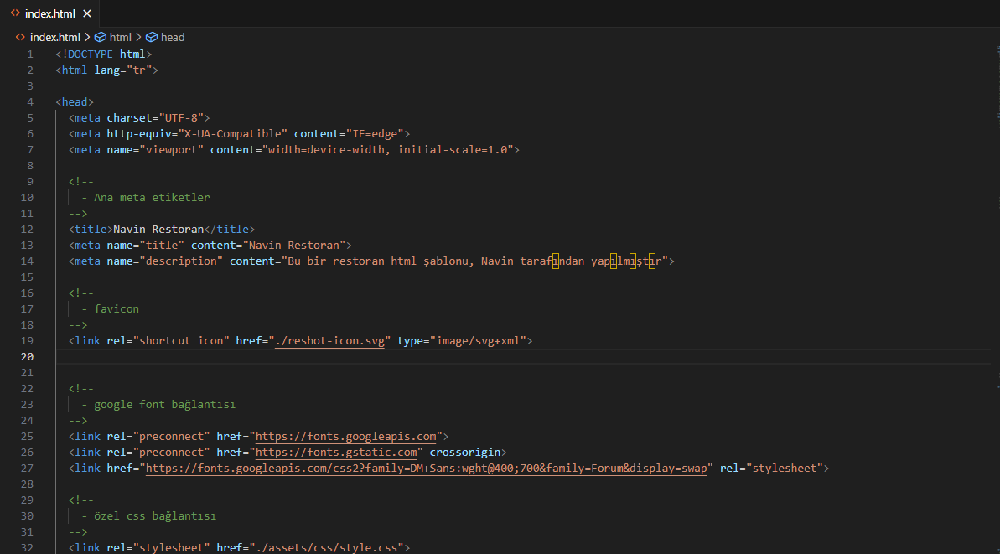 index.html
index.html > html > head
1 <!DOCTYPE html>
2 <html lang="tr">
3
4 <head>
5 <meta charset="UTF-8">
6 <meta http-equiv="X-UA-Compatible" content="IE=edge">
7 <meta name="viewport" content="width=device-width, initial-scale=1.0">
8
9 <!--
10 - Ana meta etiketler
11 -->
12 <title>Navin Restoran</title>
13 <meta name="title" content="Navin Restoran">
14 <meta name="description" content="Bu bir restoran html şablonu, Navin tarafından yapılmıştır">
15
16 <!--
17 - favicon
18 -->
19 <link rel="shortcut icon" href="./reshot-icon.svg" type="image/svg+xml">
20
21
22 <!--
23 - google font bağlantısı
24 -->
25 <link rel="preconnect" href="https://fonts.googleapis.com">
26 <link rel="preconnect" href="https://fonts.gstatic.com" crossorigin>
27 <link href="https://fonts.googleapis.com/css2?family=DM+Sans:wght@400;700&family=Forum&display=swap" rel="stylesheet">
28
29 <!--
30 - özel css bağlantısı
31 -->
32 <link rel="stylesheet" href="./assets/css/style.css">